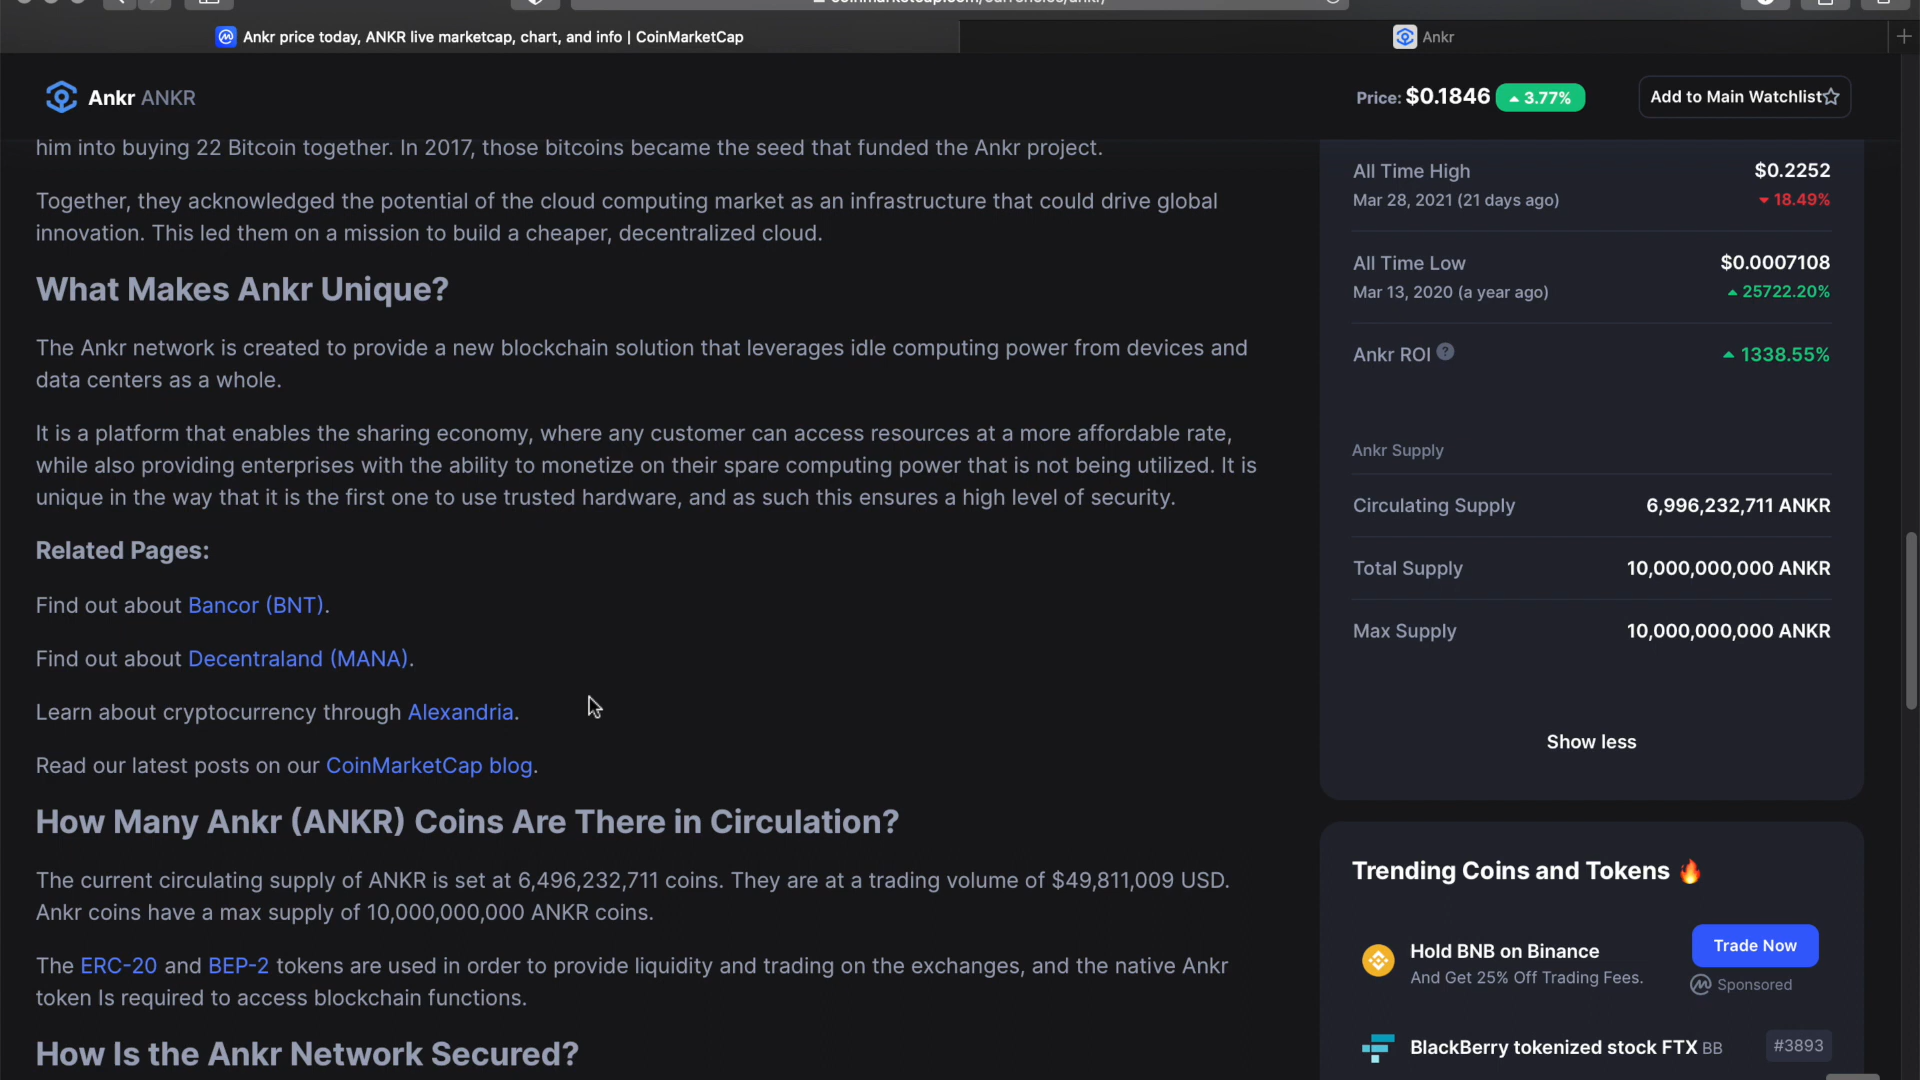 coinmarketcap.com/currencies/ankr/
Ankr price today, ANKR live marketcap, chart, and info | CoinMarketCap
Ankr
Ankr ANKR
Price: $0.1846 3.77%
Add to Main Watchlist
him into buying 22 Bitcoin together. In 2017, those bitcoins became the seed that funded the Ankr project.
Together, they acknowledged the potential of the cloud computing market as an infrastructure that could drive global
innovation. This led them on a mission to build a cheaper, decentralized cloud.
What Makes Ankr Unique?
The Ankr network is created to provide a new blockchain solution that leverages idle computing power from devices and
data centers as a whole.
It is a platform that enables the sharing economy, where any customer can access resources at a more affordable rate,
while also providing enterprises with the ability to monetize on their spare computing power that is not being utilized. It is
unique in the way that it is the first one to use trusted hardware, and as such this ensures a high level of security.
Related Pages:
Find out about Bancor (BNT).
Find out about Decentraland (MANA).
Learn about cryptocurrency through Alexandria.
Read our latest posts on our CoinMarketCap blog.
How Many Ankr (ANKR) Coins Are There in Circulation?
The current circulating supply of ANKR is set at 6,496,232,711 coins. They are at a trading volume of $49,811,009 USD.
Ankr coins have a max supply of 10,000,000,000 ANKR coins.
The ERC-20 and BEP-2 tokens are used in order to provide liquidity and trading on the exchanges, and the native Ankr
token Is required to access blockchain functions.
How Is the Ankr Network Secured?
All Time High $0.2252
Mar 28, 2021 (21 days ago) 18.49%
All Time Low $0.0007108
Mar 13, 2020 (a year ago) 25722.20%
Ankr ROI ? 1338.55%
Ankr Supply
Circulating Supply 6,996,232,711 ANKR
Total Supply 10,000,000,000 ANKR
Max Supply 10,000,000,000 ANKR
Show less
Trending Coins and Tokens 🔥
Hold BNB on Binance
And Get 25% Off Trading Fees.
Trade Now
Sponsored
BlackBerry tokenized stock FTX BB #3893